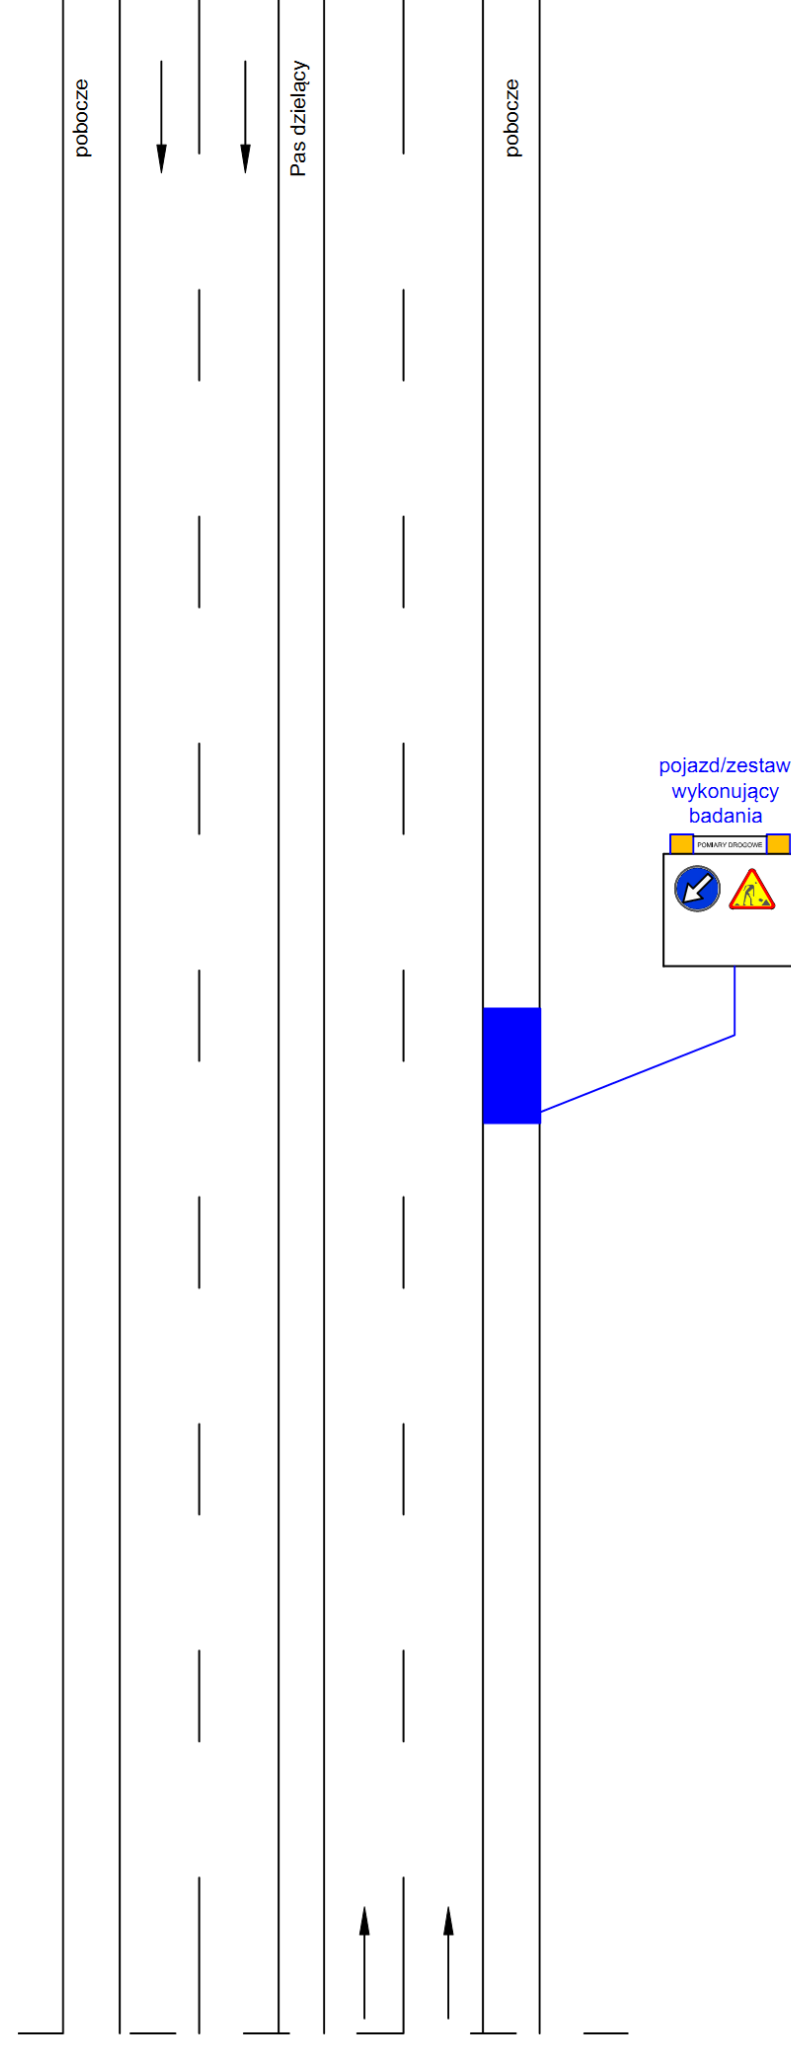 pobocze
Pas dzielący
pobocze
pojazd/zestaw
wykonujący
badania
POMIARY DROGOWE